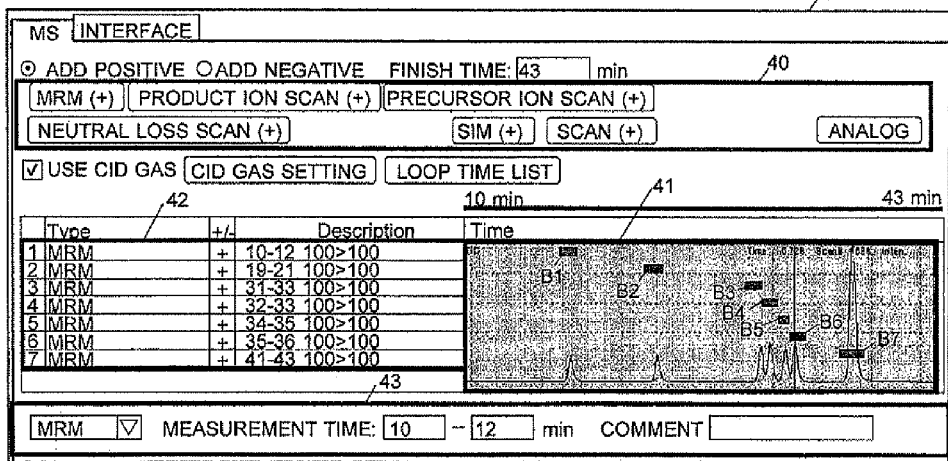 MS INTERFACE
ADD POSITIVE ADD NEGATIVE FINISH TIME: 43 min
40
MRM (+) PRODUCT ION SCAN (+) PRECURSOR ION SCAN (+)
NEUTRAL LOSS SCAN (+) SIM (+) SCAN (+) ANALOG
USE CID GAS CID GAS SETTING LOOP TIME LIST
42 41
10 min 43 min
Type +/- Description Time
1 MRM + 10-12 100>100
2 MRM + 19-21 100>100
3 MRM + 31-33 100>100
4 MRM + 32-33 100>100
5 MRM + 34-35 100>100
6 MRM + 35-36 100>100
7 MRM + 41-43 100>100
B1
B2
B3
B4
B5
B6
B7
43
MRM MEASUREMENT TIME: 10 – 12 min COMMENT